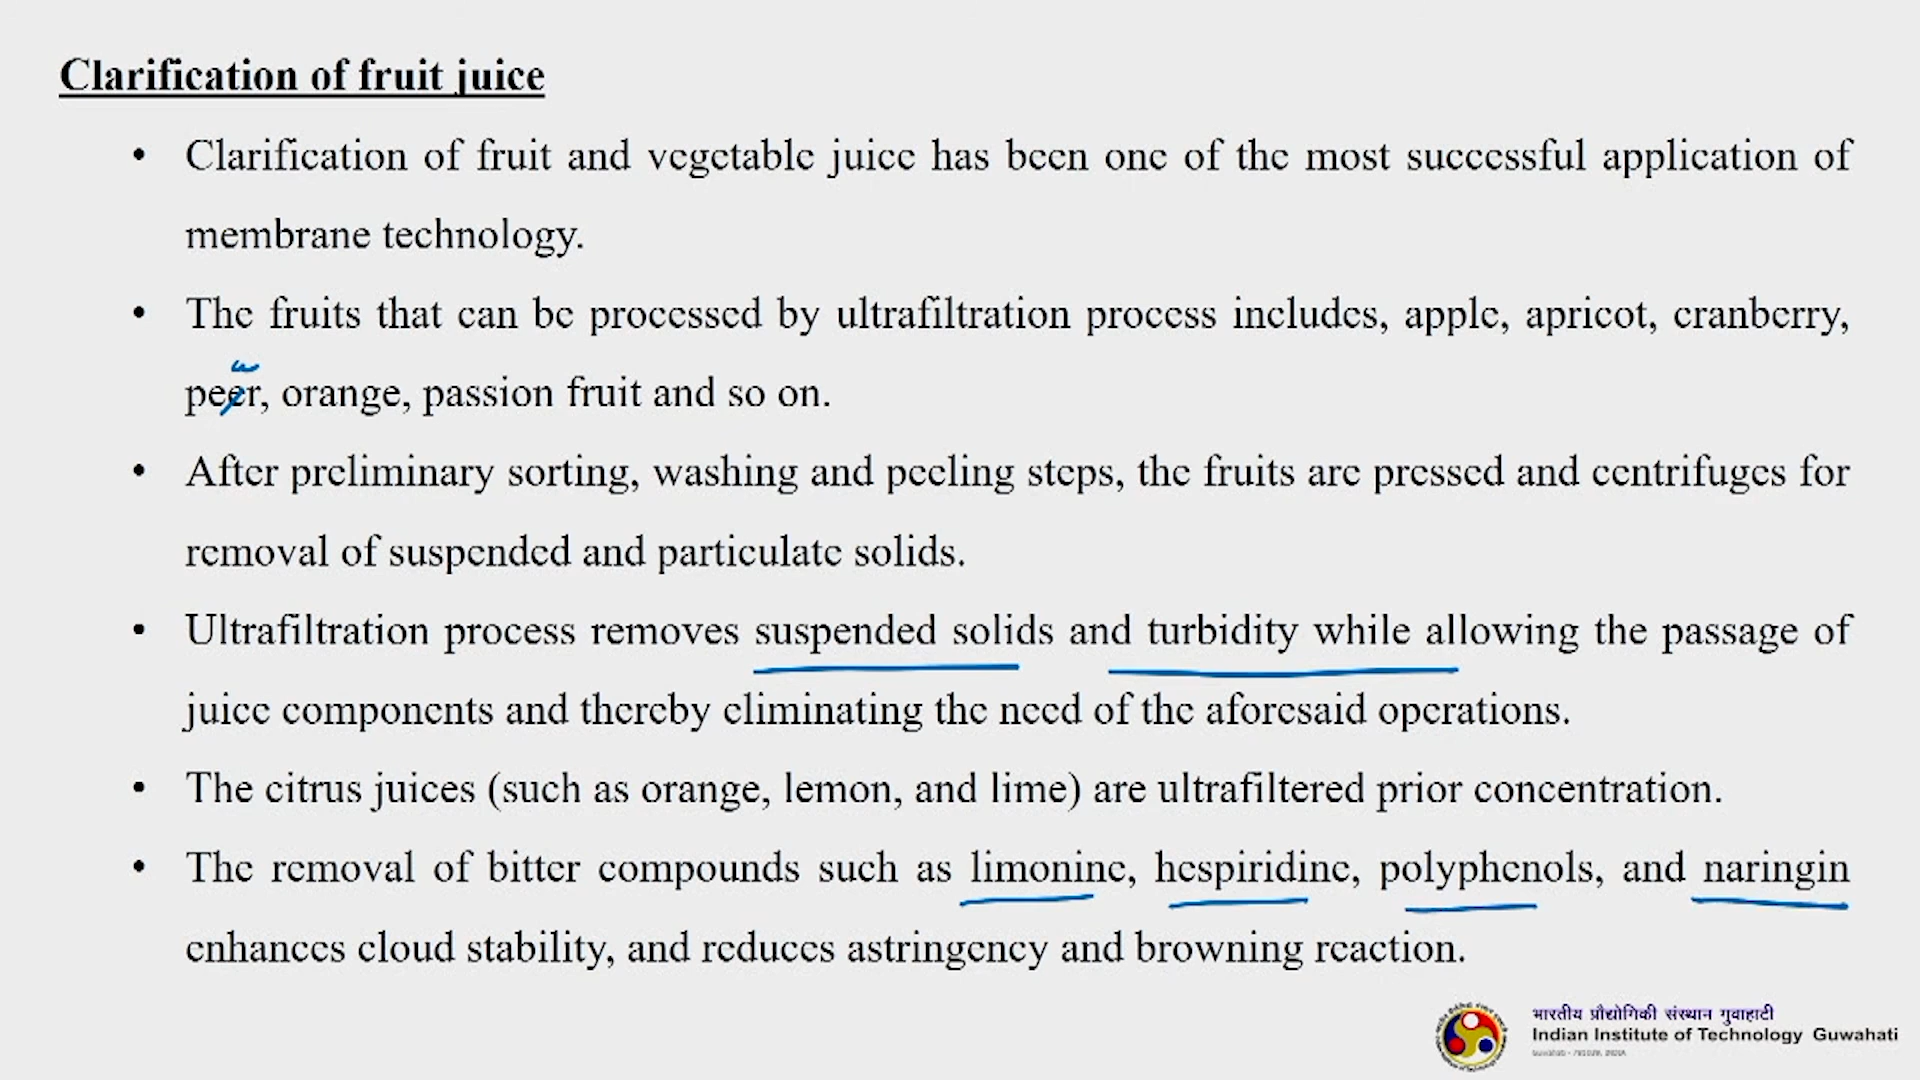 Clarification of fruit juice
• Clarification of fruit and vegetable juice has been one of the most successful application of
membrane technology.
• The fruits that can be processed by ultrafiltration process includes, apple, apricot, cranberry,
peer, orange, passion fruit and so on.
• After preliminary sorting, washing and peeling steps, the fruits are pressed and centrifuges for
removal of suspended and particulate solids.
• Ultrafiltration process removes suspended solids and turbidity while allowing the passage of
juice components and thereby eliminating the need of the aforesaid operations.
• The citrus juices (such as orange, lemon, and lime) are ultrafiltered prior concentration.
• The removal of bitter compounds such as limonine, hespiridine, polyphenols, and naringin
enhances cloud stability, and reduces astringency and browning reaction.
भारतीय प्रौद्योगिकी संस्थान गुवाहाटी
Indian Institute of Technology Guwahati